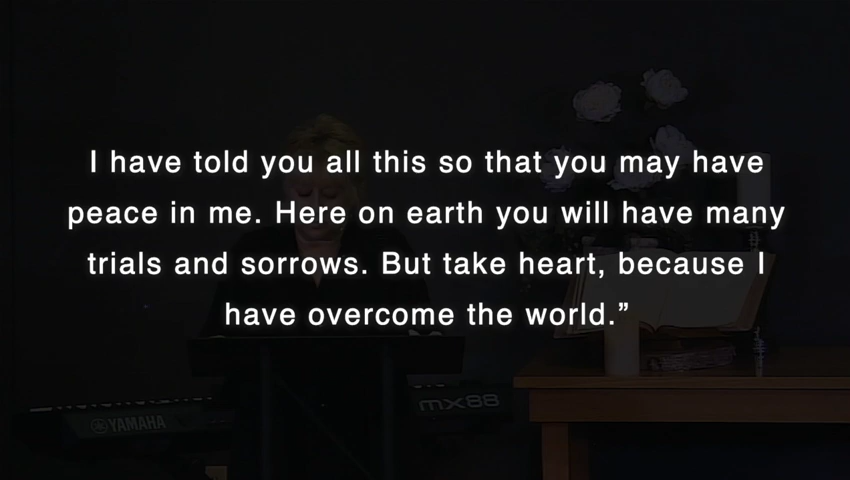 I have told you all this so that you may have
peace in me. Here on earth you will have many
trials and sorrows. But take heart, because I
have overcome the world.”
YAMAHA
MX88